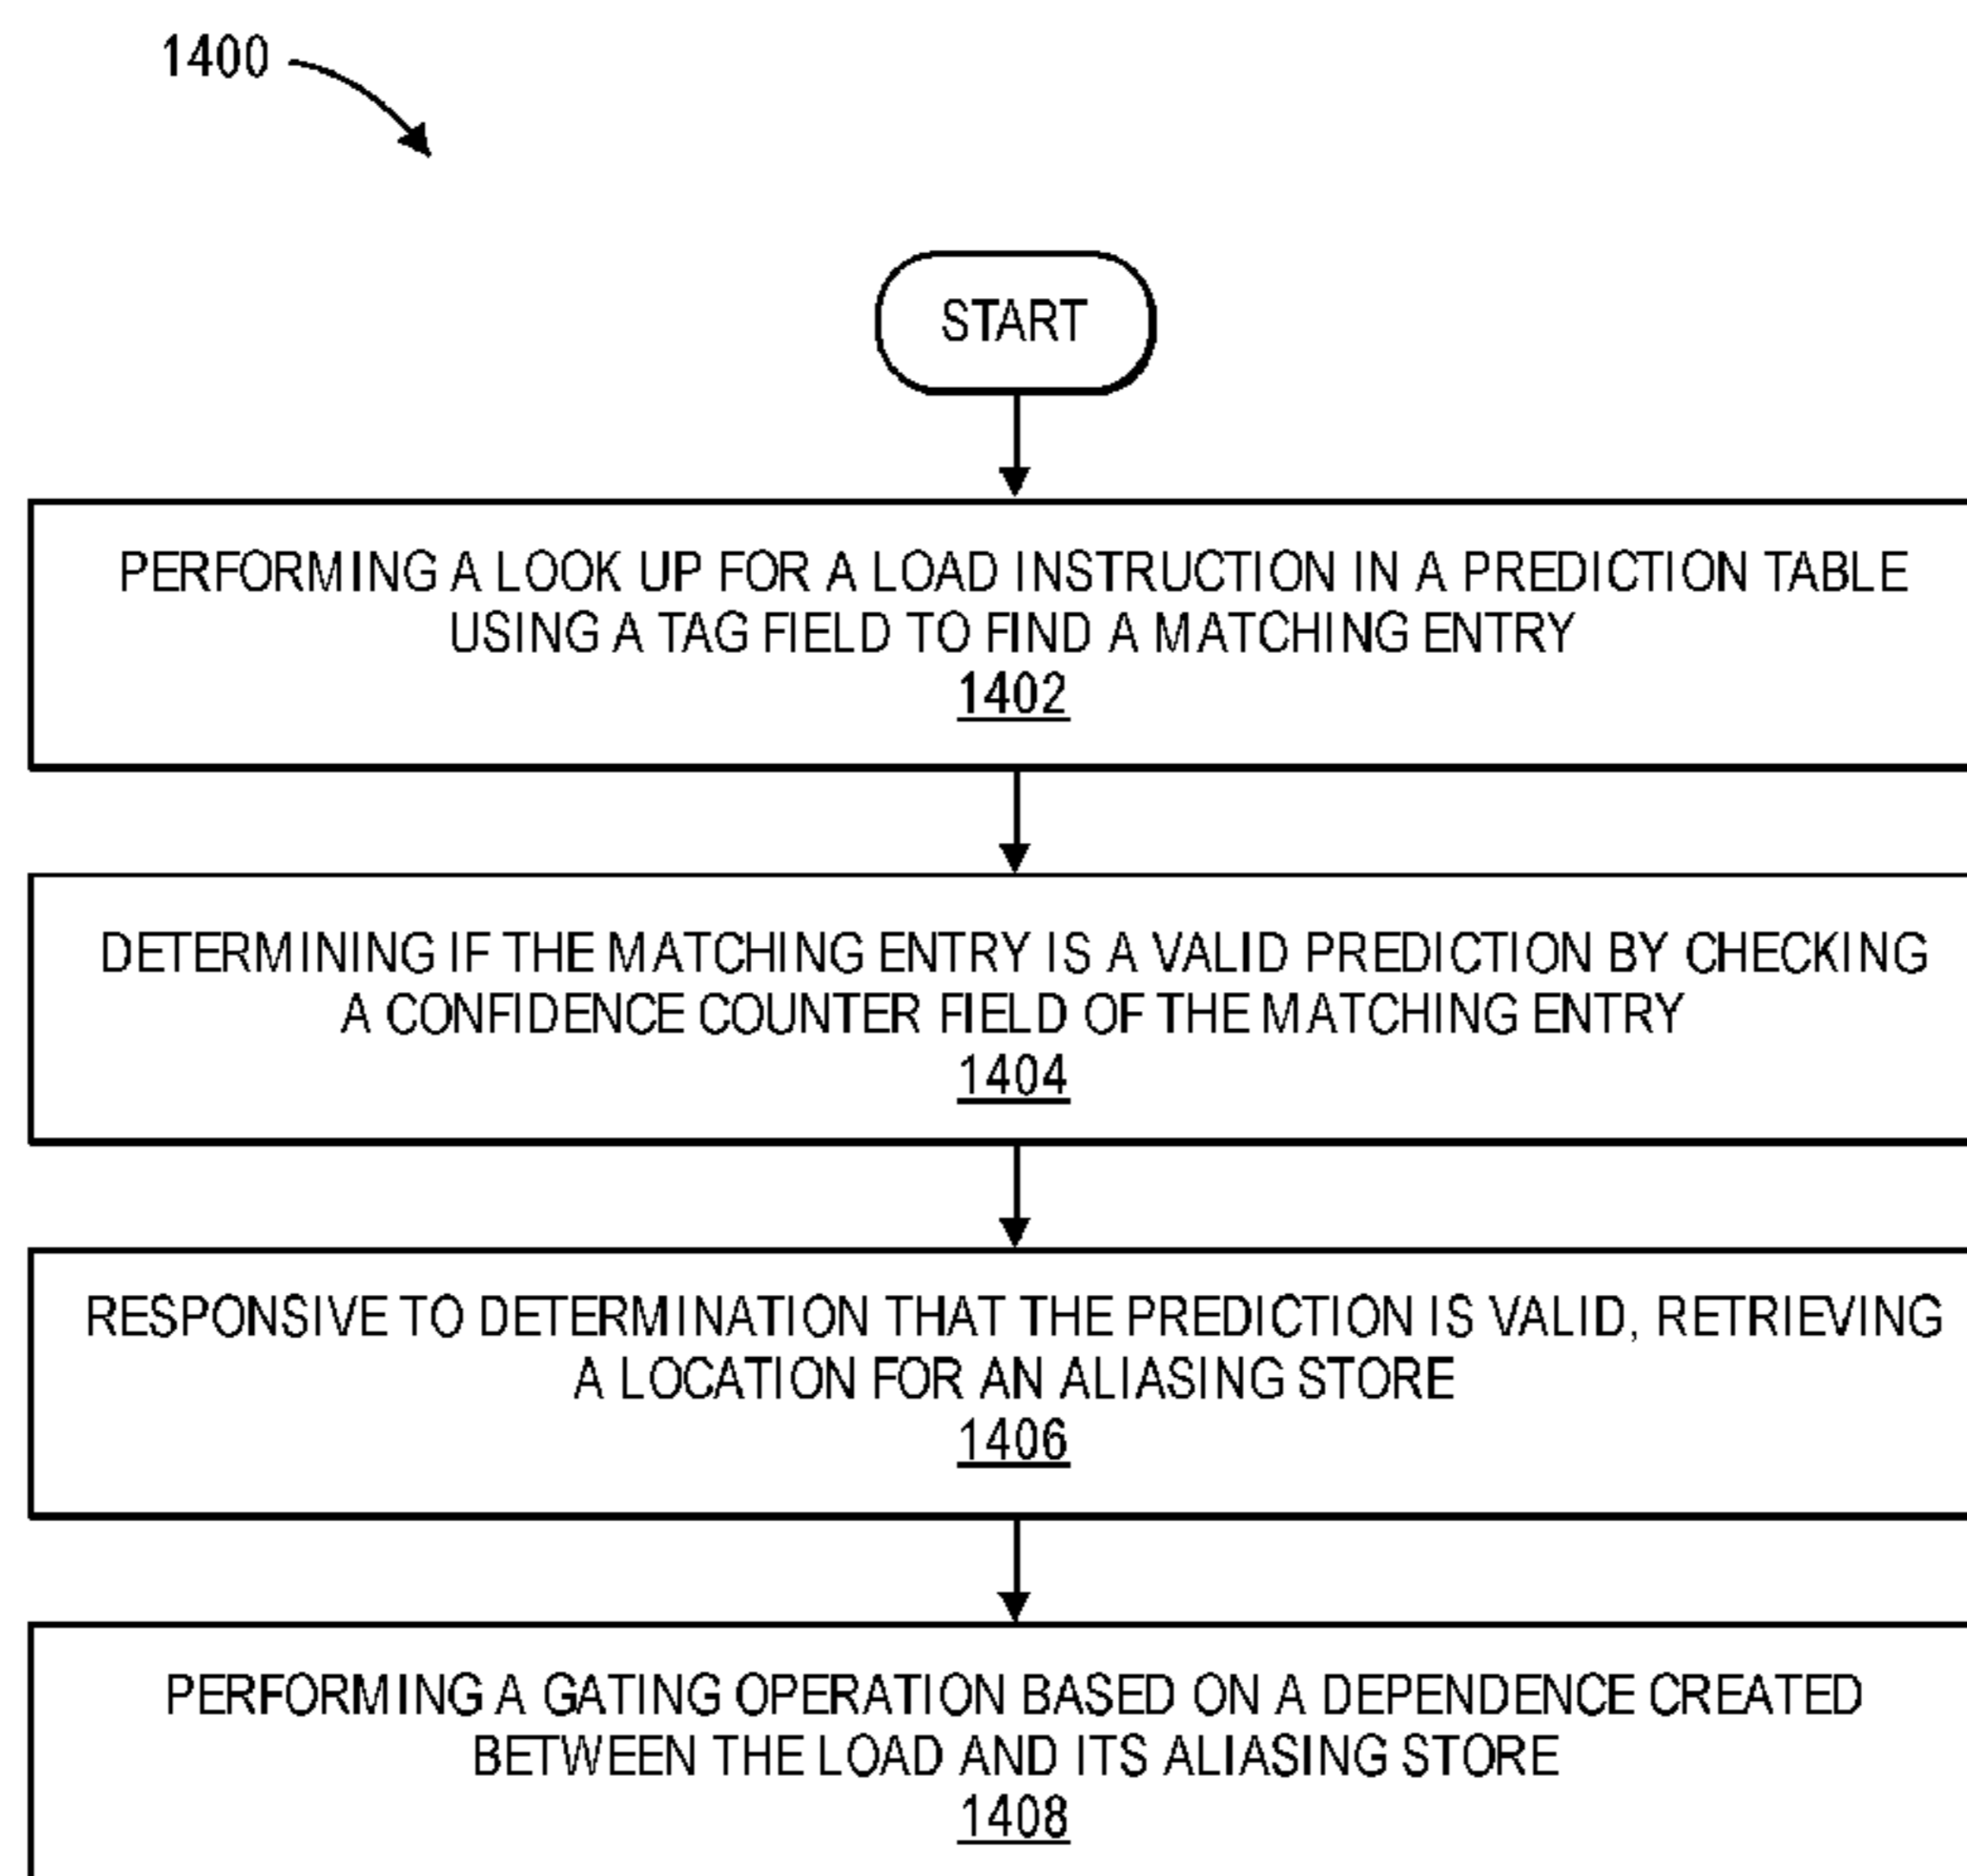 1400
START
PERFORMING A LOOK UP FOR A LOAD INSTRUCTION IN A PREDICTION TABLE
USING A TAG FIELD TO FIND A MATCHING ENTRY
1402
DETERMINING IF THE MATCHING ENTRY IS A VALID PREDICTION BY CHECKING
A CONFIDENCE COUNTER FIELD OF THE MATCHING ENTRY
1404
RESPONSIVE TO DETERMINATION THAT THE PREDICTION IS VALID, RETRIEVING
A LOCATION FOR AN ALIASING STORE
1406
PERFORMING A GATING OPERATION BASED ON A DEPENDENCE CREATED
BETWEEN THE LOAD AND ITS ALIASING STORE
1408